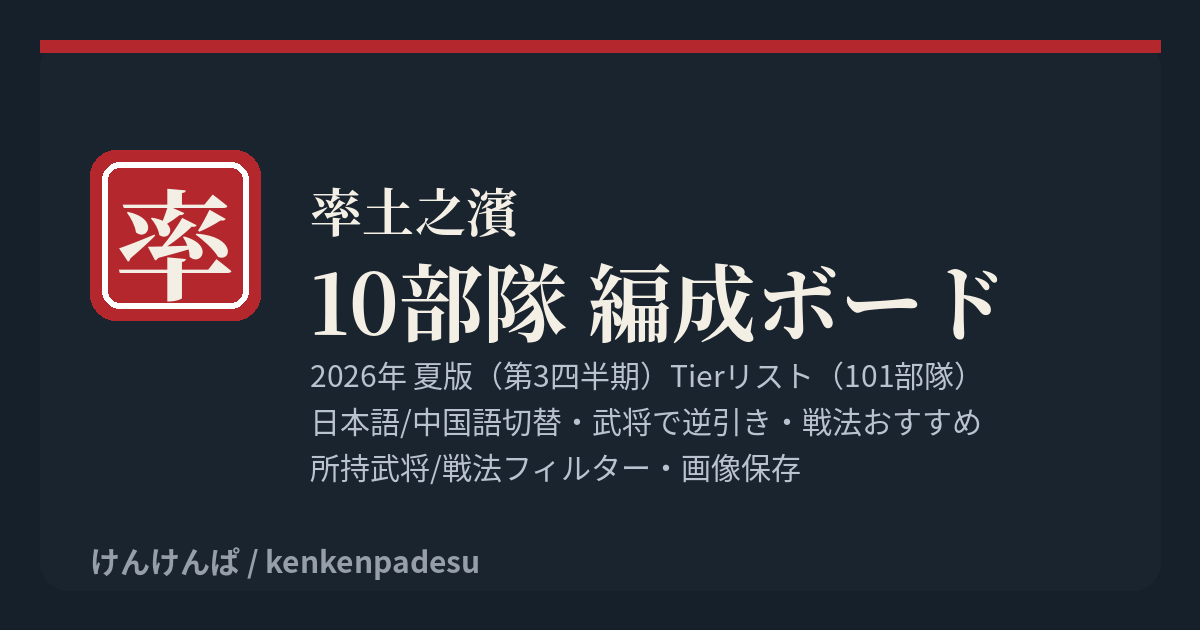 率
率土之濱
10部隊 編成ボード
2026年 夏版（第3四半期）Tierリスト（101部隊）
日本語/中国語切替・武将で逆引き・戦法おすすめ
所持武将/戦法フィルター・画像保存
けんけんぱ / kenkenpadesu